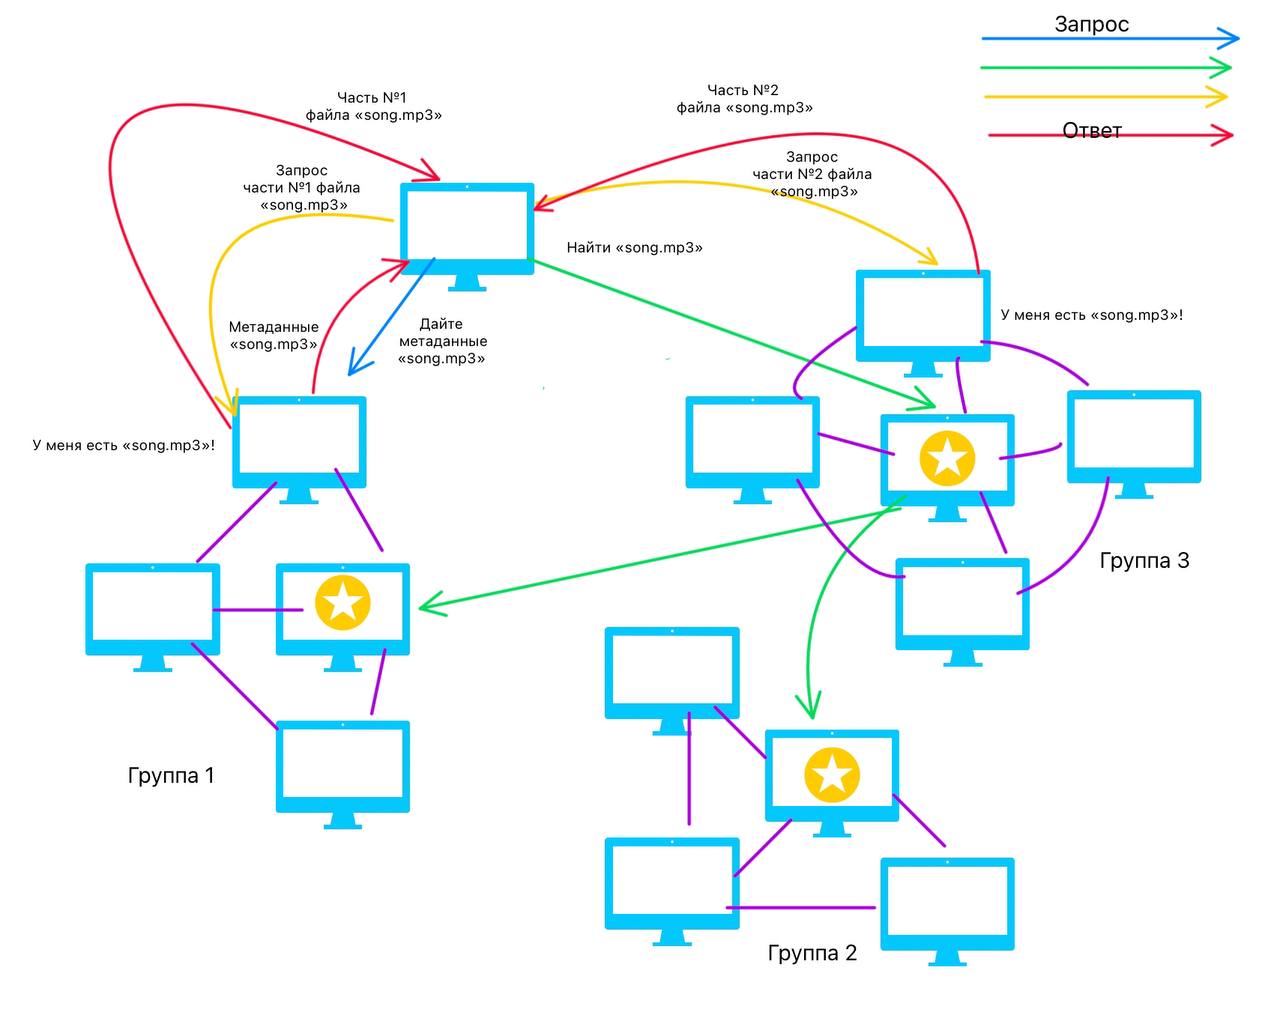 Запрос
Ответ
Часть №1
файла «song.mp3»
Часть №2
файла «song.mp3»
Запрос
части №1 файла
«song.mp3»
Запрос
части №2 файла
«song.mp3»
Найти «song.mp3»
Метаданные
«song.mp3»
Дайте
метаданные
«song.mp3»
У меня есть «song.mp3»!
У меня есть «song.mp3»!
Группа 3
Группа 1
Группа 2